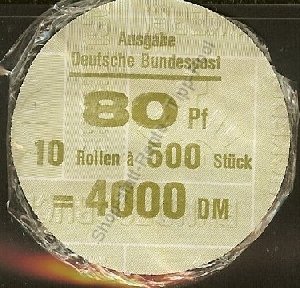 Ausgabe
Deutsche Bundespost
80 Pf
10 Rollen à 500 Stück
= 4000 DM